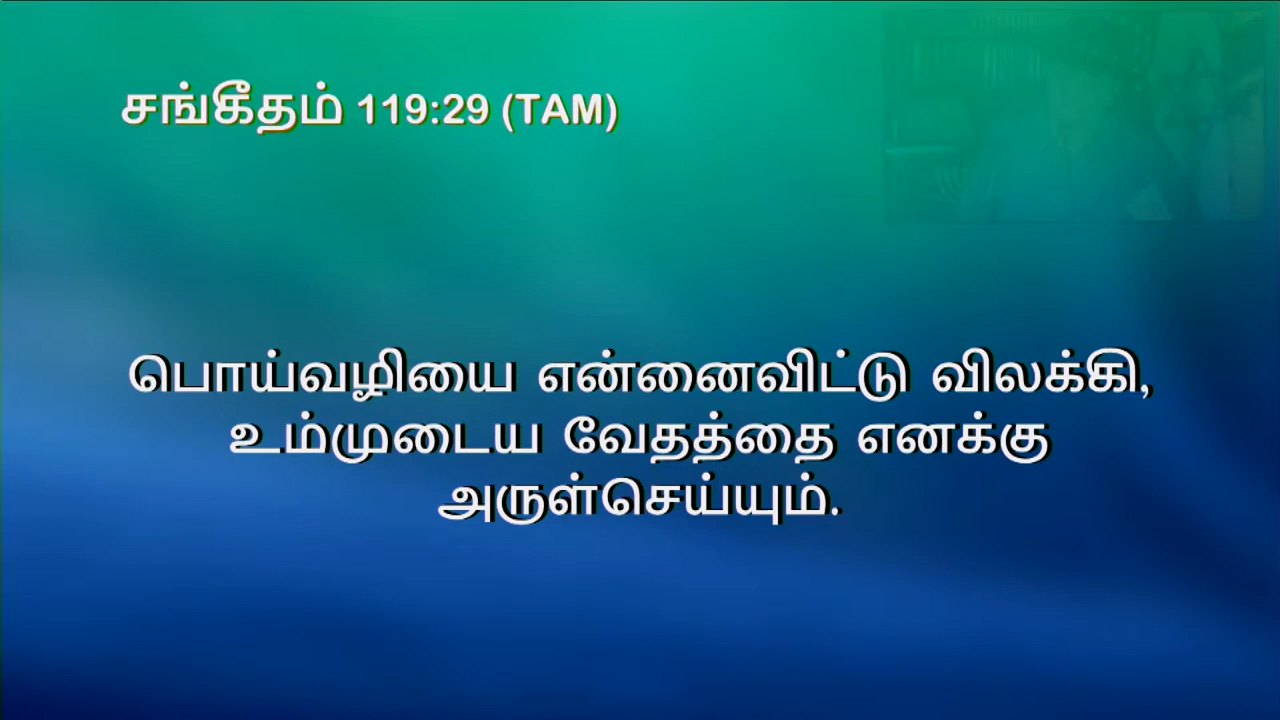 சங்கீதம் 119:29 (TAM)
பொய்வழியை என்னைவிட்டு விலக்கி,
உம்முடைய வேதத்தை எனக்கு
அருள்செய்யும்.